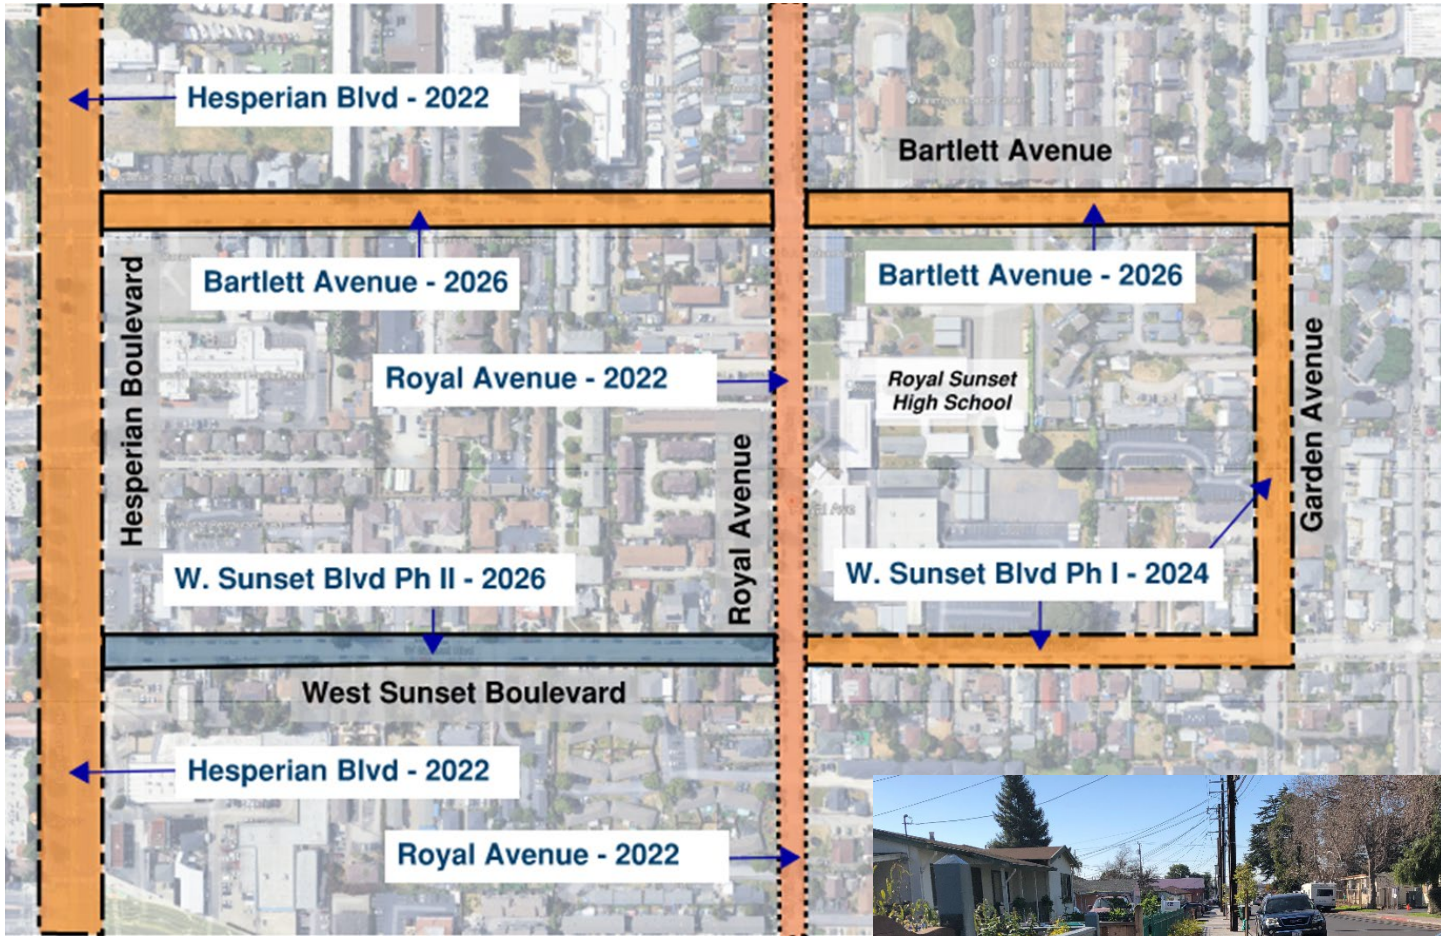 Hesperian Blvd - 2022
Bartlett Avenue
Bartlett Avenue - 2026
Bartlett Avenue - 2026
Hesperian Boulevard
Royal Avenue - 2022
Royal Sunset
High School
Garden Avenue
Royal Avenue
W. Sunset Blvd Ph II - 2026
W. Sunset Blvd Ph I - 2024
West Sunset Boulevard
Hesperian Blvd - 2022
Royal Avenue - 2022